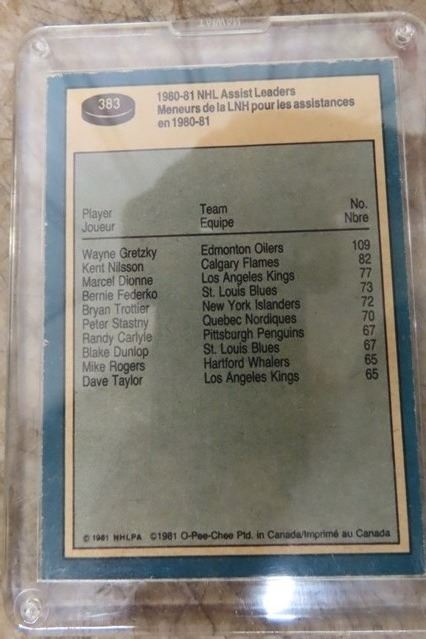 383
1980-81 NHL Assist Leaders
Meneurs de la LNH pour les assistances
en 1980-81
Player Team No.
Joueur Equipe Nbre
Wayne Gretzky Edmonton Oilers 109
Kent Nilsson Calgary Flames 82
Marcel Dionne Los Angeles Kings 77
Bernie Federko St. Louis Blues 73
Bryan Trottier New York Islanders 72
Peter Stastny Quebec Nordiques 70
Randy Carlyle Pittsburgh Penguins 67
Blake Dunlop St. Louis Blues 67
Mike Rogers Hartford Whalers 65
Dave Taylor Los Angeles Kings 65
© 1981 NHLPA ©1981 O-Pee-Chee Ptd. in Canada/Imprimé au Canada